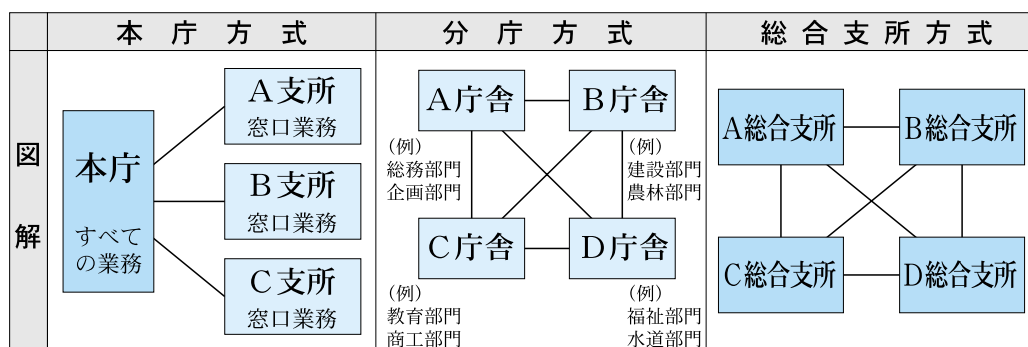 本庁方式
分庁方式
総合支所方式
図解
本庁
すべて
の業務
A支所
窓口業務
B支所
窓口業務
C支所
窓口業務
A庁舎
(例)
総務部門
企画部門
B庁舎
(例)
建設部門
農林部門
C庁舎
(例)
教育部門
商工部門
D庁舎
(例)
福祉部門
水道部門
A総合支所
B総合支所
C総合支所
D総合支所